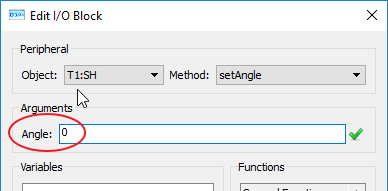 Edit I/O Block
Peripheral
Object: T1:SH Method: setAngle
Arguments
Angle: 0
Variables Functions